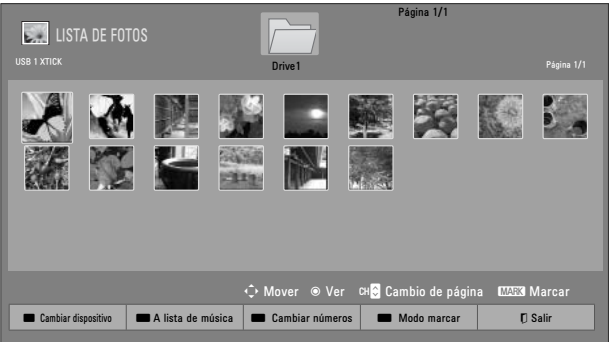 Página 1/1
LISTA DE FOTOS
USB 1 XTICK
Drive1
Página 1/1
Mover Ver CH Cambio de página MARK Marcar
Cambiar dispositivo A lista de música Cambiar números Modo marcar Salir